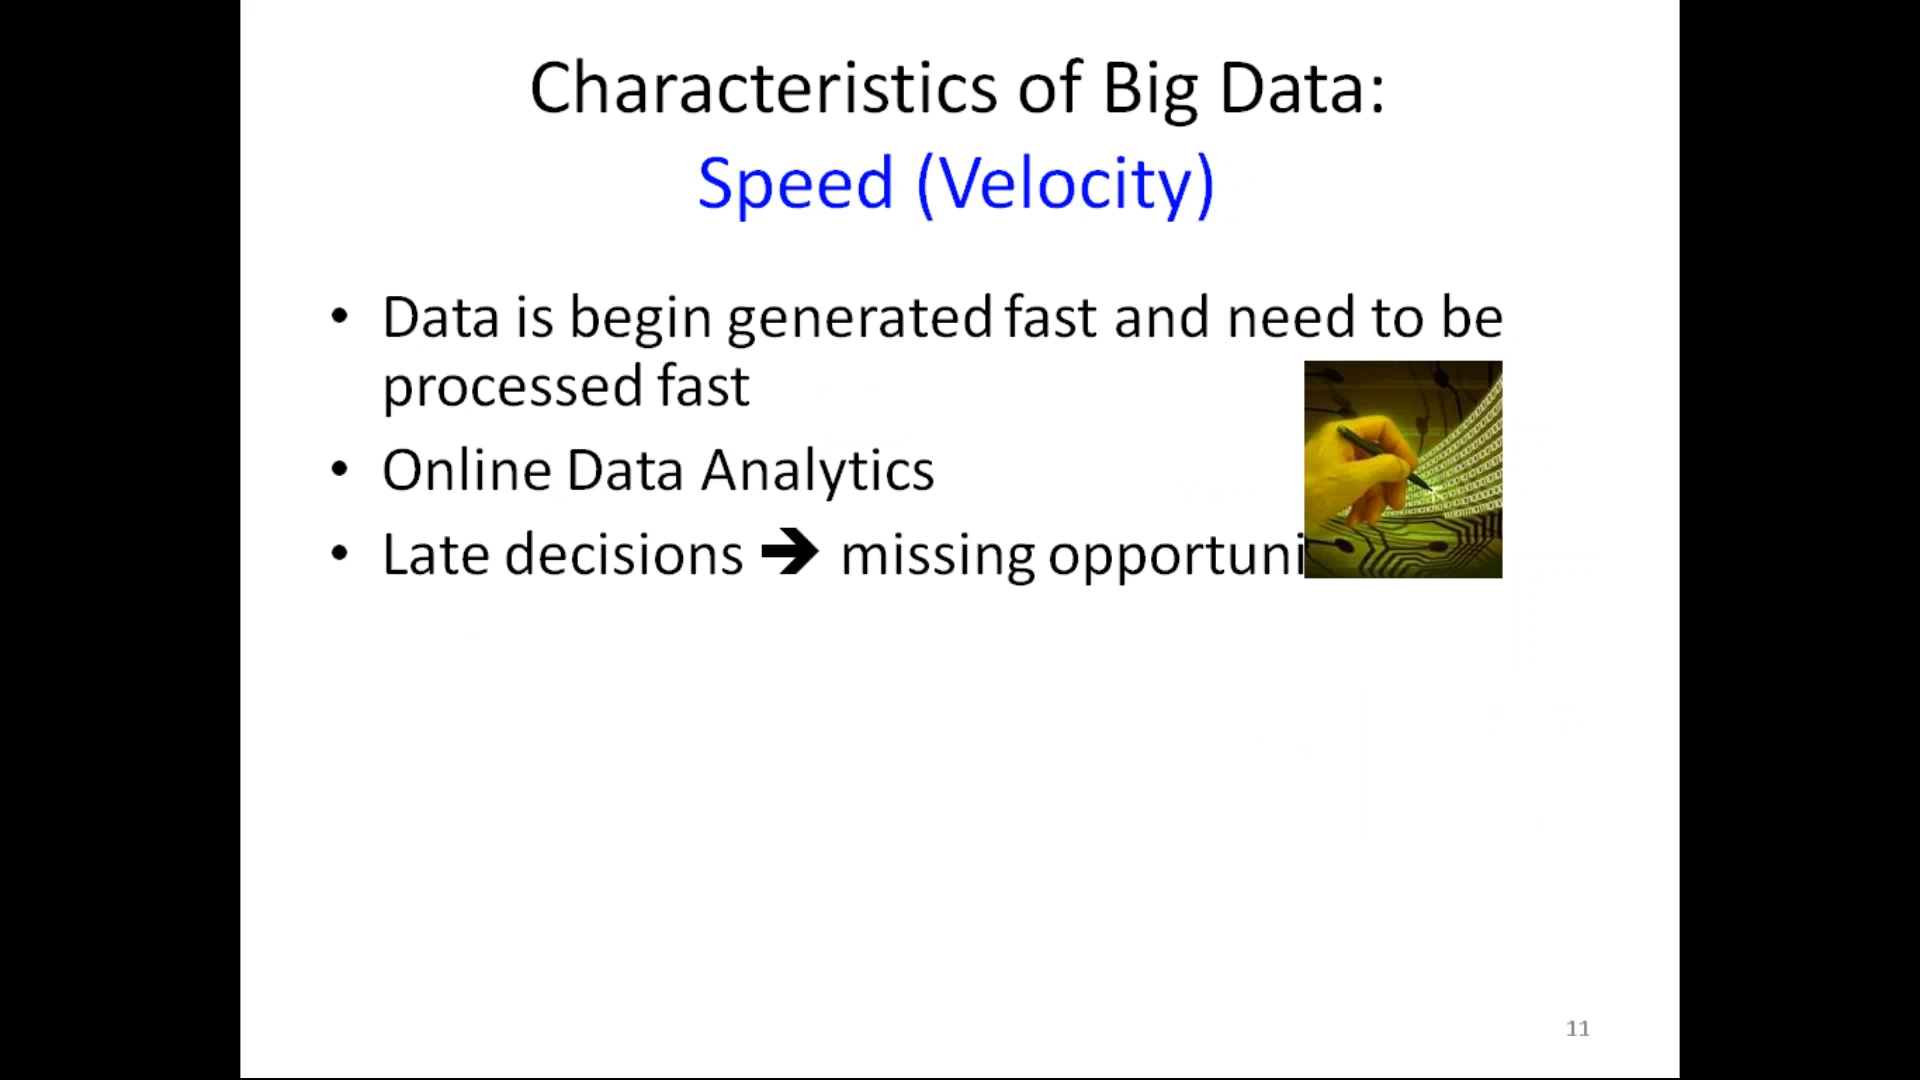 Characteristics of Big Data:
Speed (Velocity)
• Data is begin generated fast and need to be
processed fast
• Online Data Analytics
• Late decisions ➔ missing opportuni
11